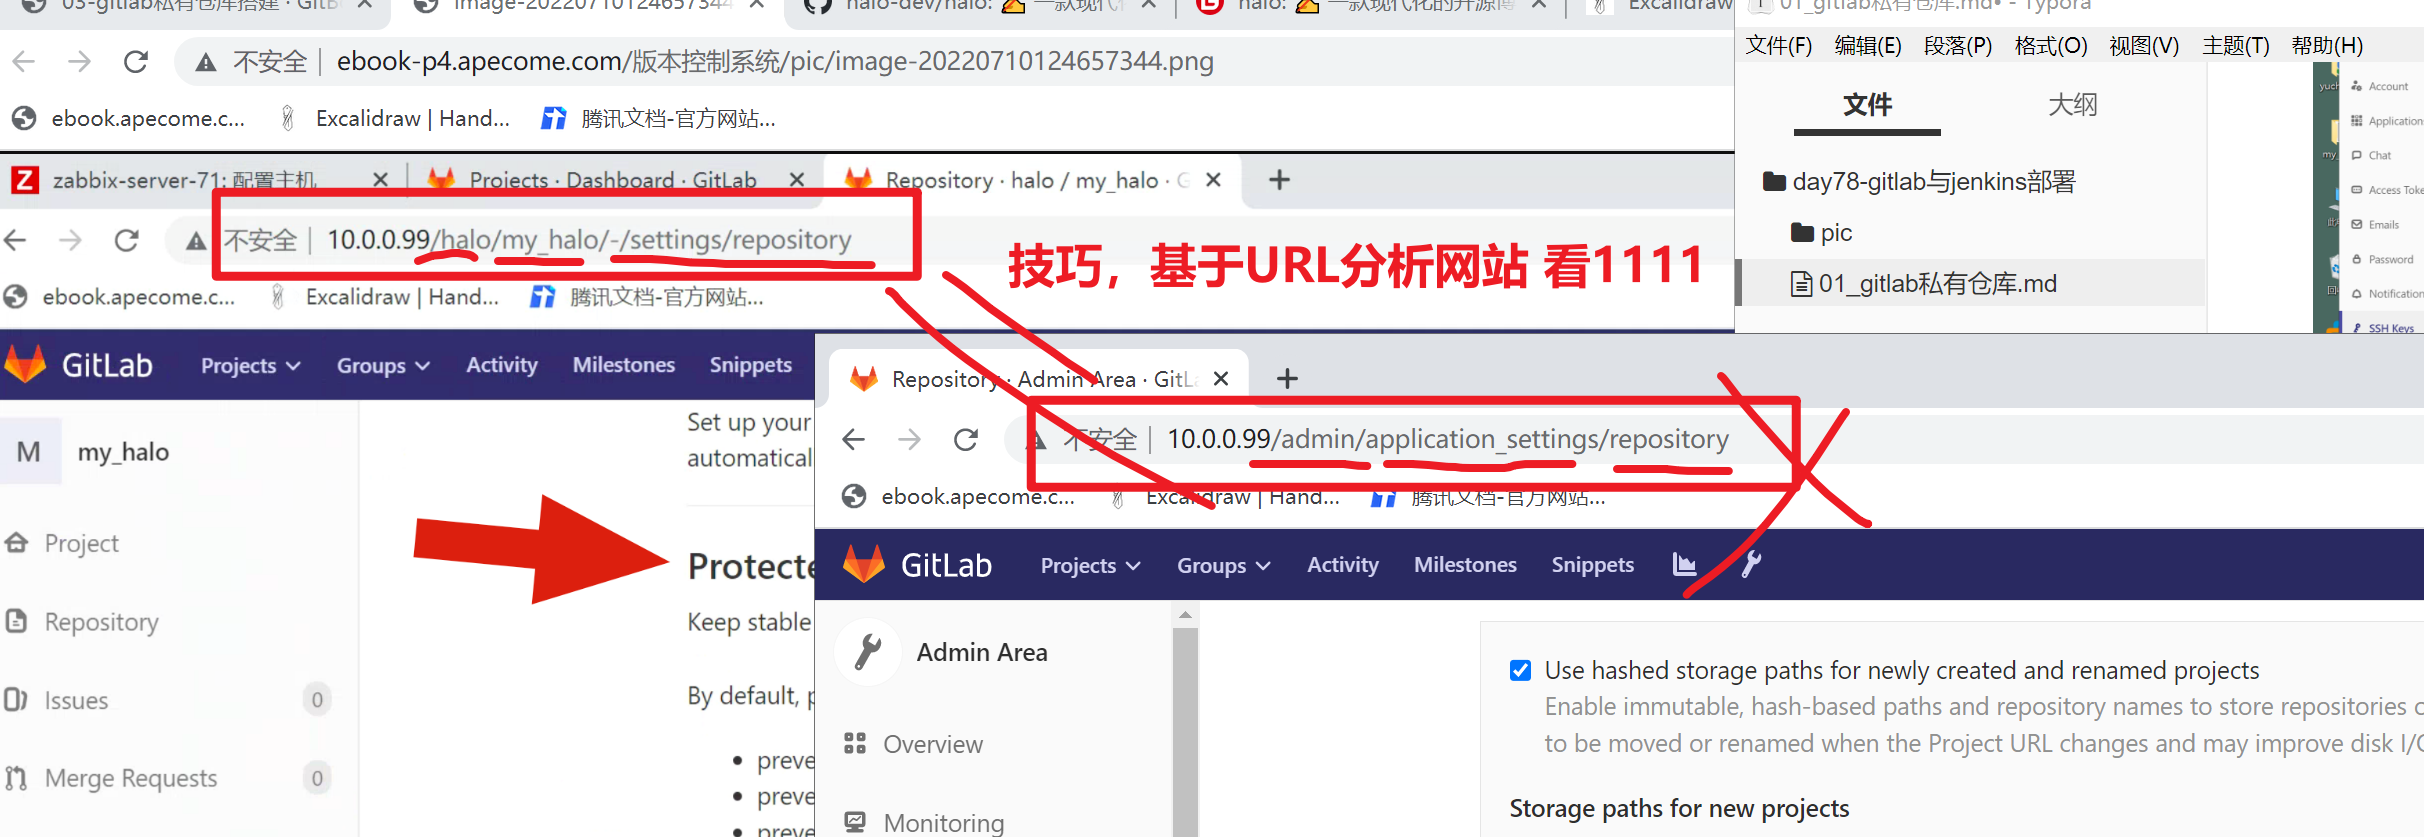 03-gitlab私有仓库搭建 · GitB
image-20220710124657344
halo-dev/halo: 一款现代
halo: 一款现代化的开源博
Excalidraw
01_gitlab私有仓库.md• - Typora
不安全 ebook-p4.apecome.com/版本控制系统/pic/image-20220710124657344.png
ebook.apecome.c...
Excalidraw | Hand...
腾讯文档-官方网站...
文件(F) 编辑(E) 段落(P) 格式(O) 视图(V) 主题(T) 帮助(H)
文件
大纲
day78-gitlab与jenkins部署
pic
01_gitlab私有仓库.md
Account
Application
Chat
Access Toke
Emails
Password
Notification
SSH Keys
zabbix-server-71: 配置主机
Projects · Dashboard · GitLab
Repository · halo / my_halo · G
不安全 10.0.0.99/halo/my_halo/-/settings/repository
ebook.apecome.c...
Excalidraw | Hand...
腾讯文档-官方网站...
技巧，基于URL分析网站 看1111
GitLab Projects Groups Activity Milestones Snippets
M my_halo
Project
Repository
Issues 0
Merge Requests 0
Set up your
automatical
Protecte
Keep stable
By default, p
preve
preve
preve
Repository · Admin Area · GitLa
不安全 10.0.0.99/admin/application_settings/repository
ebook.apecome.c...
Excalidraw | Hand...
腾讯文档-官方网站...
GitLab Projects Groups Activity Milestones Snippets
Admin Area
Overview
Monitoring
Use hashed storage paths for newly created and renamed projects
Enable immutable, hash-based paths and repository names to store repositories
to be moved or renamed when the Project URL changes and may improve disk I/O
Storage paths for new projects